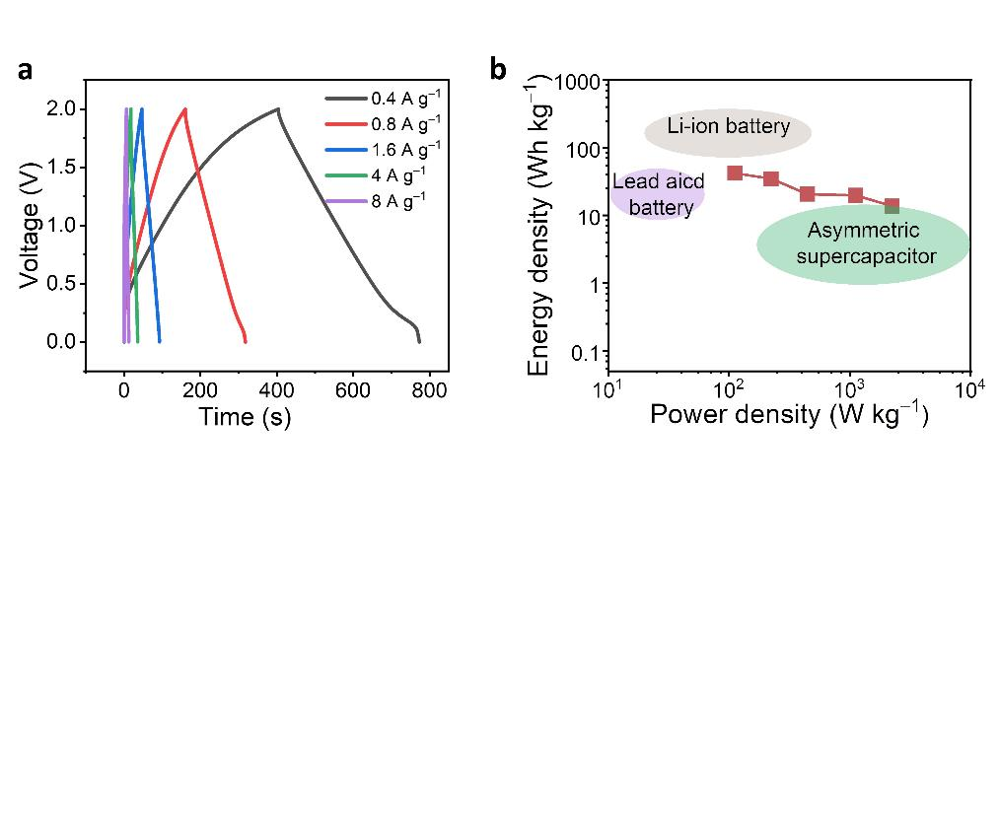 a
2.0
1.5
1.0
0.5
0.0
Voltage (V)
0 200 400 600 800
Time (s)
0.4 A g⁻¹
0.8 A g⁻¹
1.6 A g⁻¹
4 A g⁻¹
8 A g⁻¹
b
1000
100
10
1
0.1
Energy density (Wh kg⁻¹)
10¹ 10² 10³ 10⁴
Power density (W kg⁻¹)
Li-ion battery
Lead aicd
battery
Asymmetric
supercapacitor